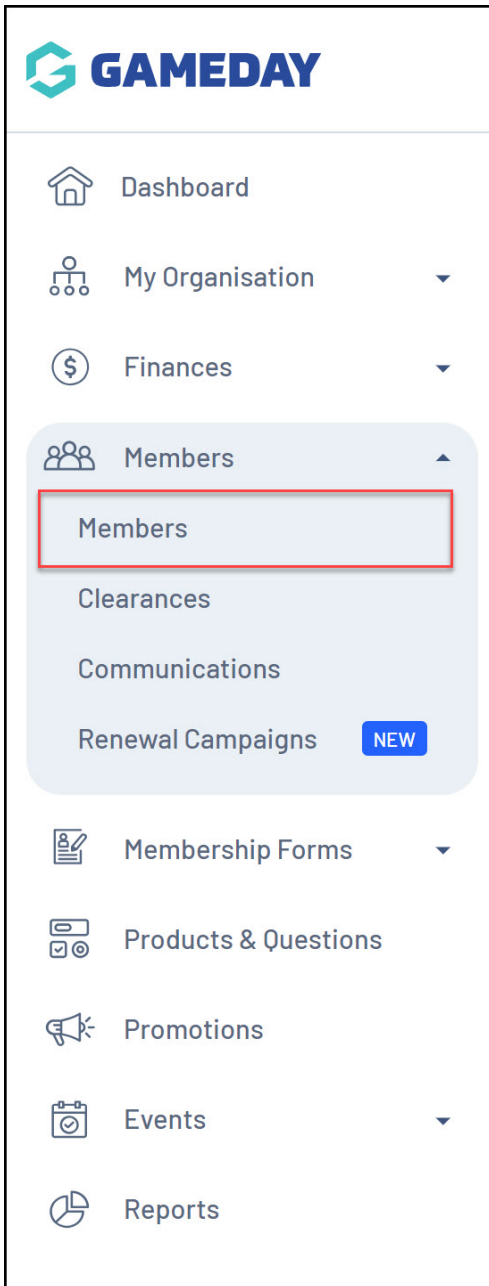 GAMEDAY
Dashboard
My Organisation
Finances
Members
Members
Clearances
Communications
Renewal Campaigns NEW
Membership Forms
Products & Questions
Promotions
Events
Reports